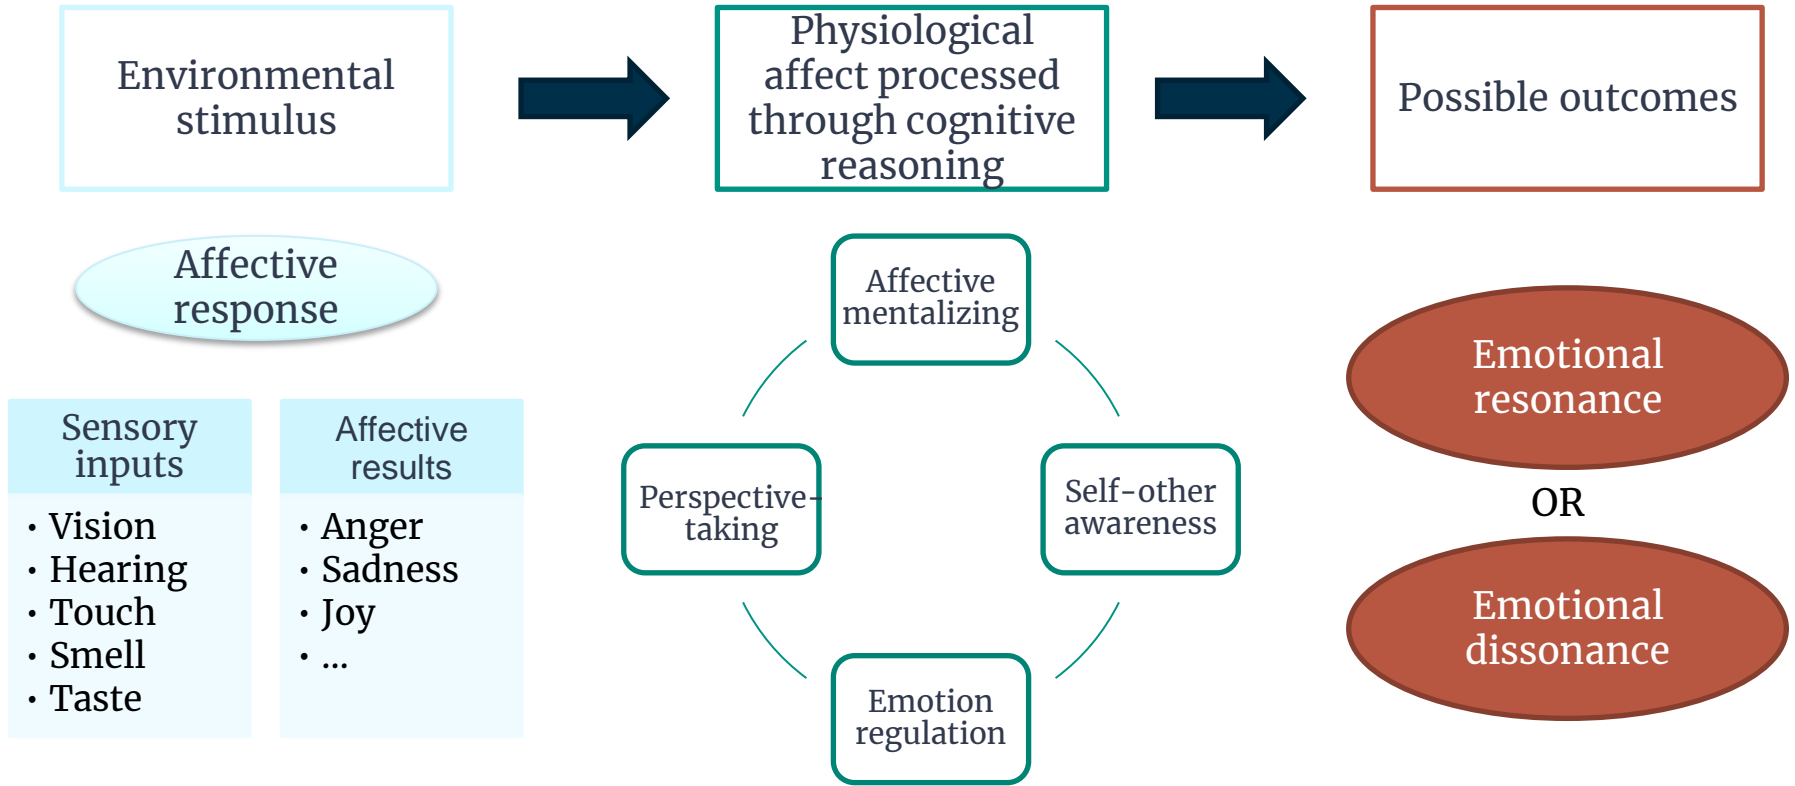 Environmental
stimulus
Physiological
affect processed
through cognitive
reasoning
Possible outcomes
Affective
response
Sensory
inputs
• Vision
• Hearing
• Touch
• Smell
• Taste
Affective
results
• Anger
• Sadness
• Joy
• ...
Affective
mentalizing
Perspective-
taking
Self-other
awareness
Emotion
regulation
Emotional
resonance
OR
Emotional
dissonance